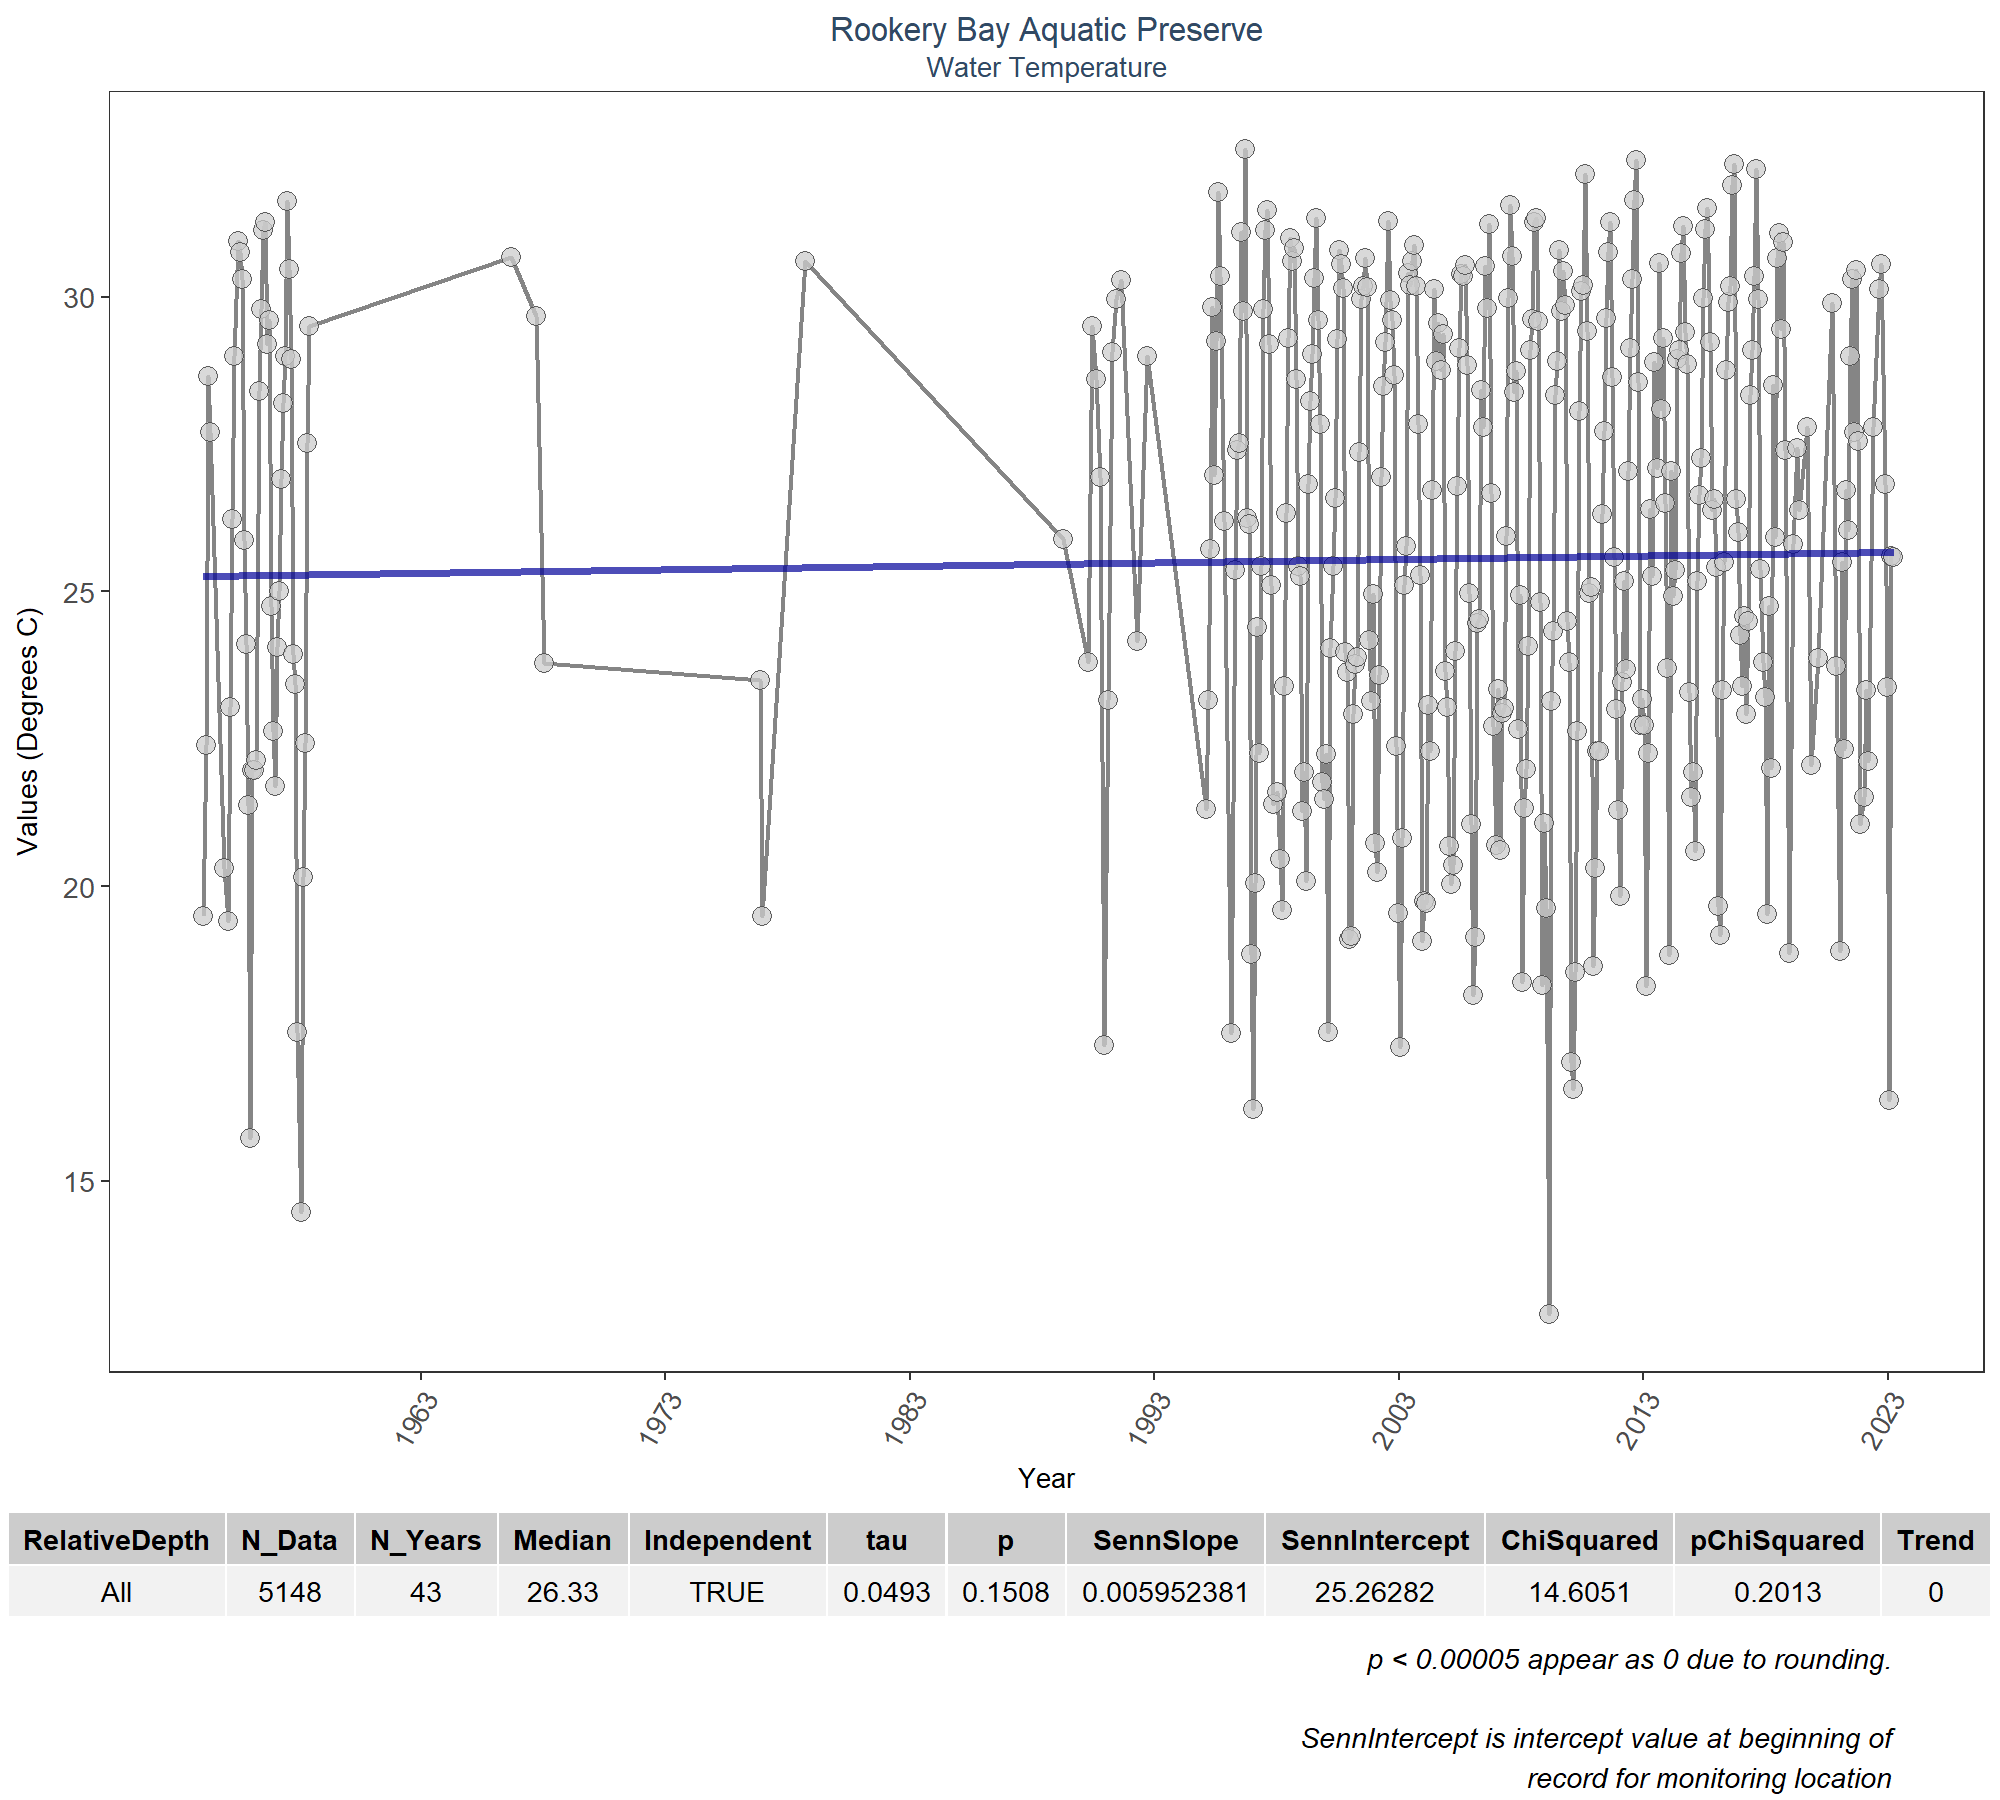 Rookery Bay Aquatic Preserve
Water Temperature
Values (Degrees C)
30
25
20
15
1963
1973
1983
1993
2003
2013
2023
Year
RelativeDepth N_Data N_Years Median Independent tau p SennSlope SennIntercept ChiSquared pChiSquared Trend
All 5148 43 26.33 TRUE 0.0493 0.1508 0.005952381 25.26282 14.6051 0.2013 0
p < 0.00005 appear as 0 due to rounding.
SennIntercept is intercept value at beginning of
record for monitoring location